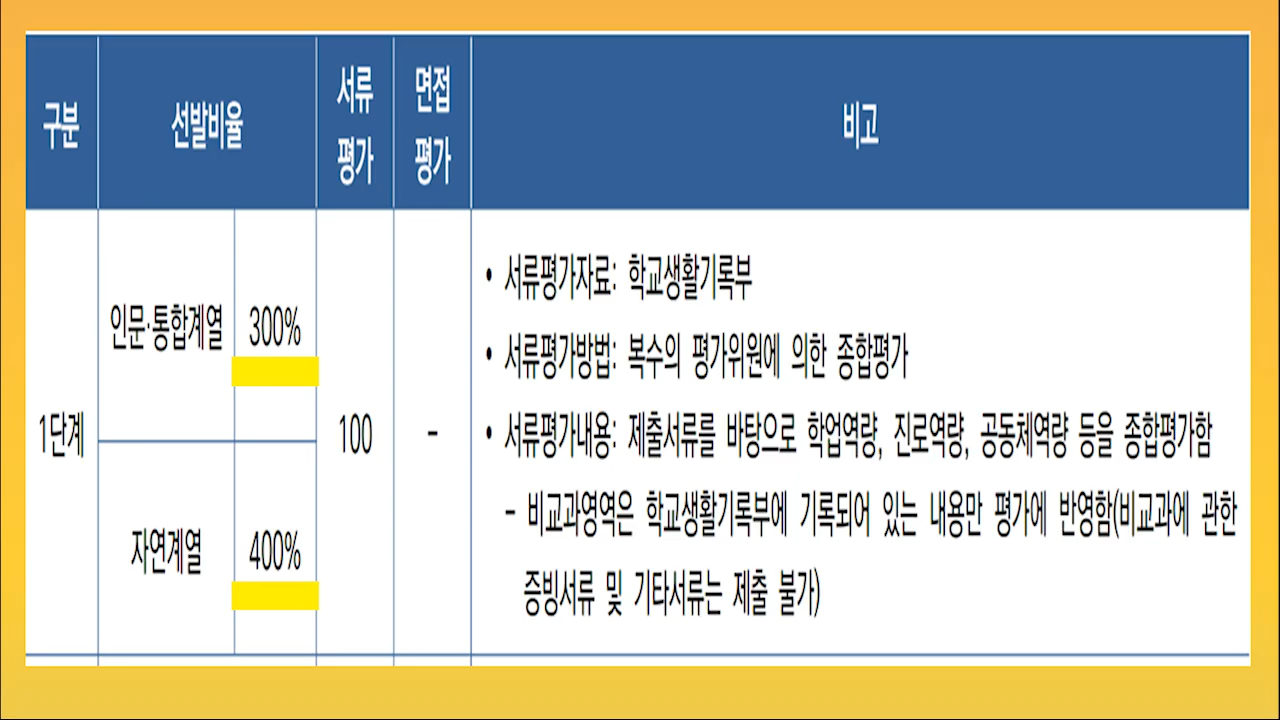 구분
선발비율
서류
평가
면접
평가
비고
1단계
인문·통합계열
300%
자연계열
400%
100
-
• 서류평가자료: 학교생활기록부
• 서류평가방법: 복수의 평가위원에 의한 종합평가
• 서류평가내용: 제출서류를 바탕으로 학업역량, 진로역량, 공동체역량 등을 종합평가함
- 비교과영역은 학교생활기록부에 기록되어 있는 내용만 평가에 반영함(비교과에 관한
증빙서류 및 기타서류는 제출 불가)